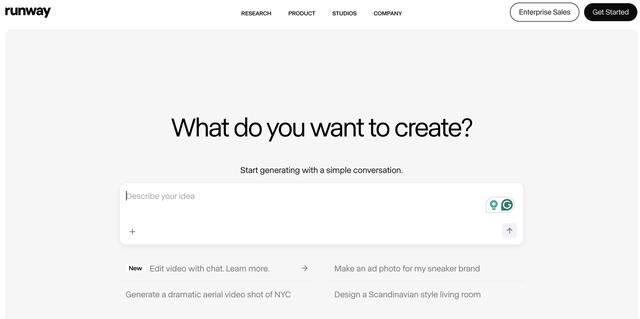 runway
RESEARCH PRODUCT STUDIOS COMPANY
Enterprise Sales
Get Started
What do you want to create?
Start generating with a simple conversation.
Describe your idea
New Edit video with chat. Learn more.
Make an ad photo for my sneaker brand
Generate a dramatic aerial video shot of NYC
Design a Scandinavian style living room